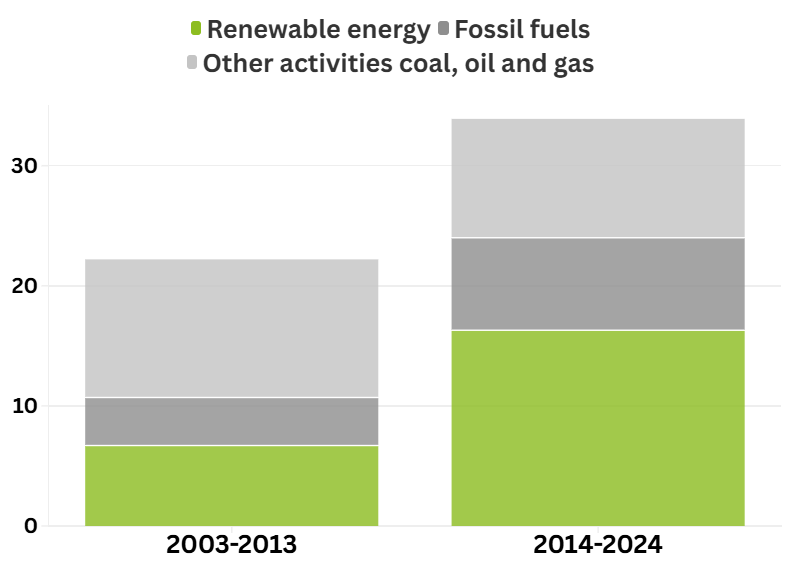 Renewable energy Fossil fuels
Other activities coal, oil and gas
30
20
10
0
2003-2013 2014-2024